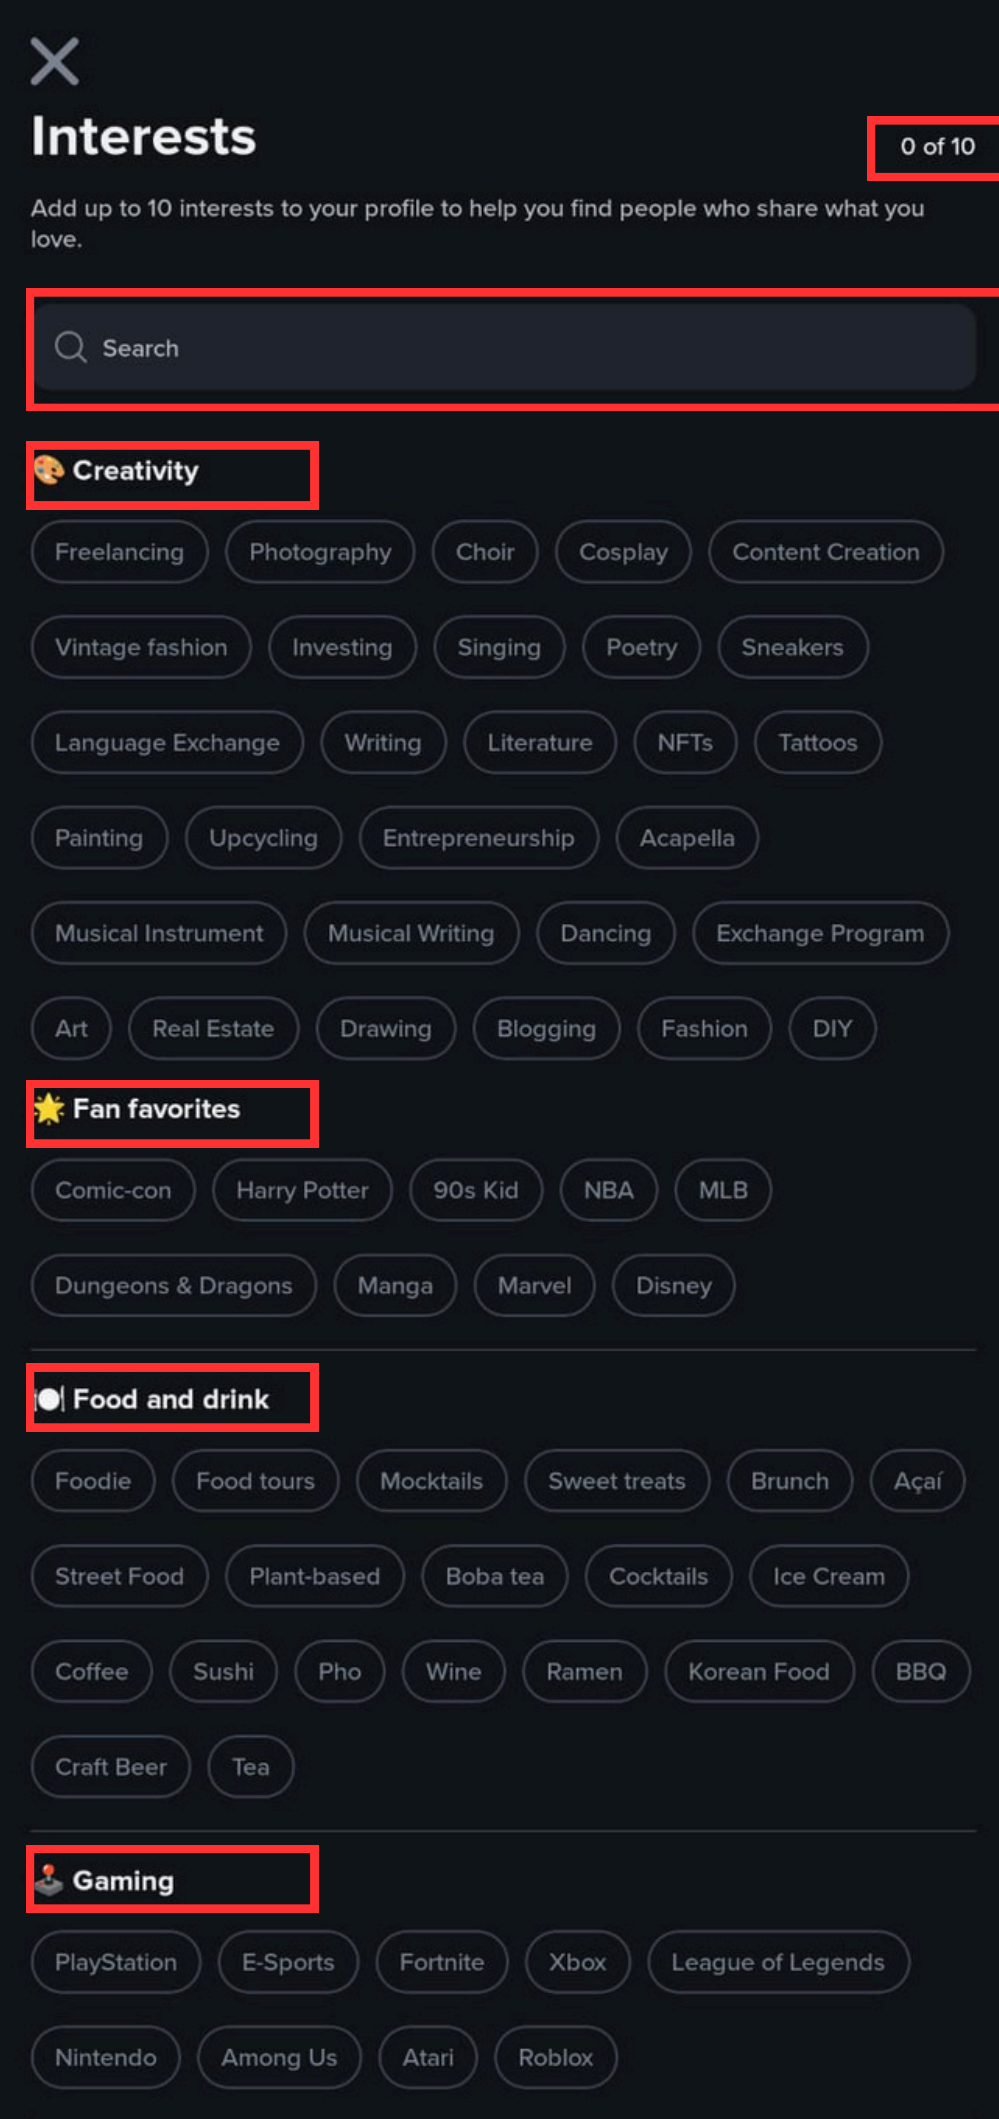 Interests
0 of 10
Add up to 10 interests to your profile to help you find people who share what you
love.
Search
Creativity
Freelancing Photography Choir Cosplay Content Creation
Vintage fashion Investing Singing Poetry Sneakers
Language Exchange Writing Literature NFTs Tattoos
Painting Upcycling Entrepreneurship Acapella
Musical Instrument Musical Writing Dancing Exchange Program
Art Real Estate Drawing Blogging Fashion DIY
Fan favorites
Comic-con Harry Potter 90s Kid NBA MLB
Dungeons & Dragons Manga Marvel Disney
Food and drink
Foodie Food tours Mocktails Sweet treats Brunch Açaí
Street Food Plant-based Boba tea Cocktails Ice Cream
Coffee Sushi Pho Wine Ramen Korean Food BBQ
Craft Beer Tea
Gaming
PlayStation E-Sports Fortnite Xbox League of Legends
Nintendo Among Us Atari Roblox